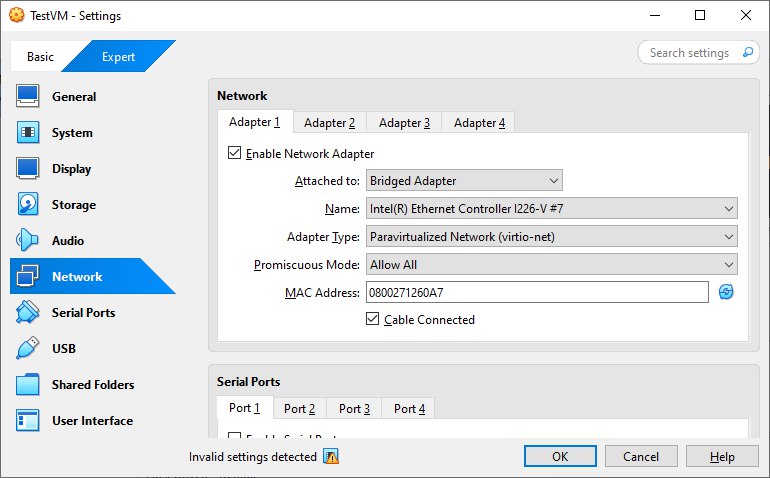 TestVM - Settings
Basic
Expert
Search settings
General
System
Display
Storage
Audio
Network
Serial Ports
USB
Shared Folders
User Interface
Network
Adapter 1 Adapter 2 Adapter 3 Adapter 4
Enable Network Adapter
Attached to: Bridged Adapter
Name: Intel(R) Ethernet Controller I226-V #7
Adapter Type: Paravirtualized Network (virtio-net)
Promiscuous Mode: Allow All
MAC Address: 0800271260A7
Cable Connected
Serial Ports
Port 1 Port 2 Port 3 Port 4
Invalid settings detected
OK Cancel Help